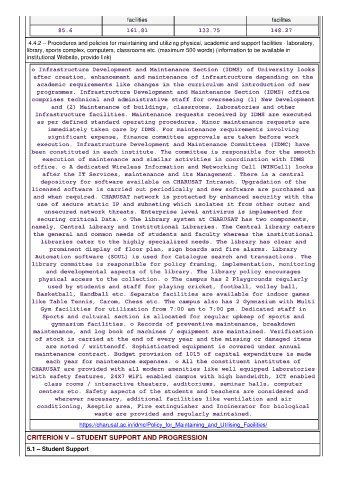 facilities facilities
85.6 161.81 133.75 148.27
4.4.2 – Procedures and policies for maintaining and utilizing physical, academic and support facilities - laboratory,
library, sports complex, computers, classrooms etc. (maximum 500 words) (information to be available in
institutional Website, provide link)
o Infrastructure Development and Maintenance Section (IDMS) of University looks
after creation, enhancement and maintenance of infrastructure depending on the
academic requirements like changes in the curriculum and introduction of new
programmes. Infrastructure Development and Maintenance Section (IDMS) office
comprises technical and administrative staff for overseeing (1) New Development
and (2) Maintenance of buildings, classrooms, laboratories and other
infrastructure facilities. Maintenance requests received by IDMS are executed
as per defined standard operating procedures. Minor maintenance requests are
immediately taken care by IDMS. For maintenance requirements involving
significant expense, finance committee approvals are taken before work
execution. Infrastructure Development and Maintenance Committees (IDMC) have
been constituted in each institute. The committee is responsible for the smooth
execution of maintenance and similar activities in coordination with IDMS
office. o A dedicated Wireless Information and Networking Cell (WINCell) looks
after the IT Services, maintenance and its Management. There is a central
depository for software available on CHARUSAT Intranet. Upgradation of the
licensed software is carried out periodically and new software are purchased as
and when required. CHARUSAT network is protected by enhanced security with the
use of secure static IP and subnetting which isolates it from other outer and
unsecured network threats. Enterprise level antivirus is implemented for
securing critical Data. o The library system at CHARUSAT has two components,
namely, Central Library and Institutional Libraries. The Central library caters
the general and common needs of students and faculty whereas the institutional
libraries cater to the highly specialized needs. The library has clear and
prominent display of floor plan, sign boards and fire alarms. Library
Automation software (SOUL) is used for Catalogue search and transactions. The
library committee is responsible for policy framing, implementation, monitoring
and developmental aspects of the library. The library policy encourages
physical access to the collection. o The campus has 2 Playgrounds regularly
used by students and staff for playing cricket, football, volley ball,
Basketball, Handball etc. Separate facilities are available for indoor games
like Table Tennis, Carom, Chess etc. The campus also has 2 Gymnasium with Multi
Gym facilities for utilisation from 7:00 am to 7:00 pm. Dedicated staff in
Sports and cultural section is allocated for regular upkeep of sports and
gymnasium facilities. o Records of preventive maintenance, breakdown
maintenance, and log book of machines / equipment are maintained. Verification
of stock is carried at the end of every year and the missing or damaged items
are noted / writtenoff. Sophisticated equipment is covered under annual
maintenance contract. Budget provision of 1015 of capital expenditure is made
each year for maintenance expenses. o All the constituent institutes of
CHARUSAT are provided with all modern amenities like well equipped laboratories
with safety features, 24X7 WiFi enabled campus with high bandwidth, ICT enabled
class rooms / interactive theaters, auditoriums, seminar halls, computer
centers etc. Safety aspects of the students and teachers are considered and
wherever necessary, additional facilities like ventilation and air
conditioning, Aseptic area, Fire extinguisher and Incinerator for biological
waste are provided and regularly maintained.
https://charusat.ac.in/idmc/Policy_for_Maintaining_and_Utilising_Facilities/
CRITERION V – STUDENT SUPPORT AND PROGRESSION
5.1 – Student Support